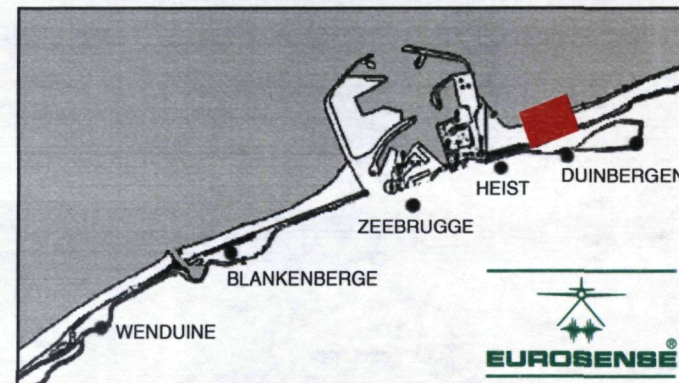 DUINBERGEN
HEIST
ZEEBRUGGE
BLANKENBERGE
WENDUINE
EUROSENSE®